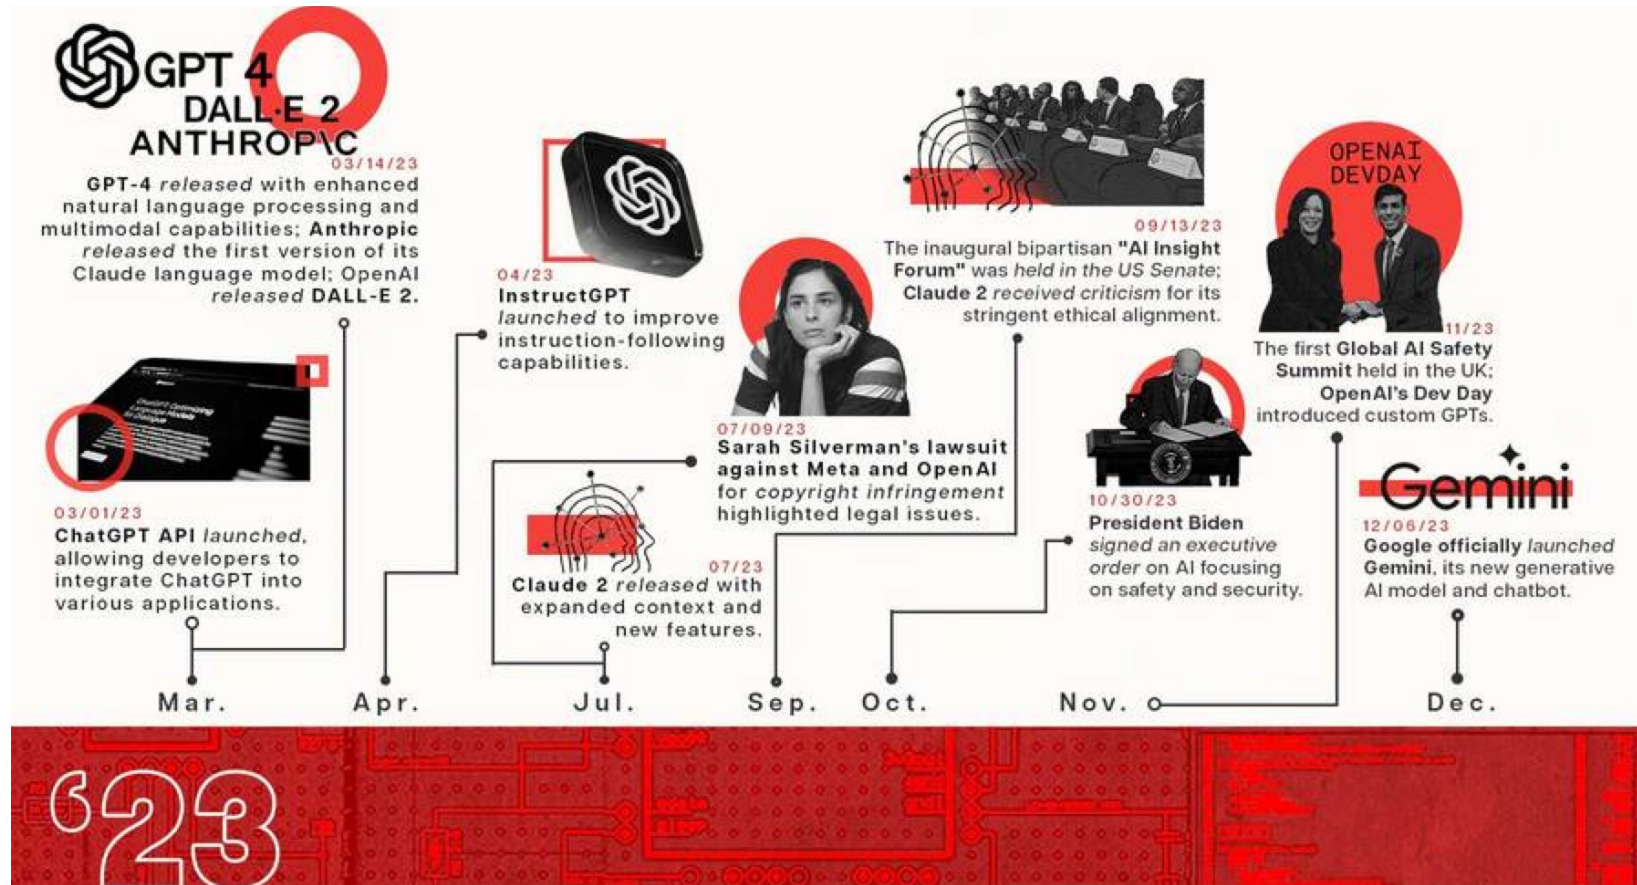 GPT 4
DALL·E 2
ANTHROP\C
03/14/23
GPT-4 released with enhanced
natural language processing and
multimodal capabilities; Anthropic
released the first version of its
Claude language model; OpenAI
released DALL-E 2.
ChatGPT: Optimizing
Language Models
for Dialogue
03/01/23
ChatGPT API launched,
allowing developers to
integrate ChatGPT into
various applications.
04/23
InstructGPT
launched to improve
instruction-following
capabilities.
07/09/23
Sarah Silverman's lawsuit
against Meta and OpenAI
for copyright infringement
highlighted legal issues.
07/23
Claude 2 released with
expanded context and
new features.
09/13/23
The inaugural bipartisan "AI Insight
Forum" was held in the US Senate;
Claude 2 received criticism for its
stringent ethical alignment.
10/30/23
President Biden
signed an executive
order on AI focusing
on safety and security.
OPENAI
DEVDAY
11/23
The first Global AI Safety
Summit held in the UK;
OpenAI's Dev Day
introduced custom GPTs.
Gemini
12/06/23
Google officially launched
Gemini, its new generative
AI model and chatbot.
Mar. Apr. Jul. Sep. Oct. Nov. Dec.
‘23